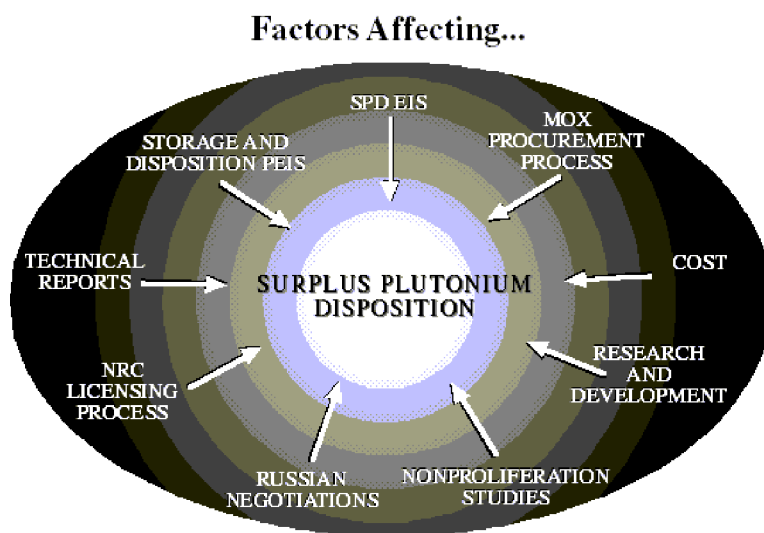 Factors Affecting...
SPD EIS
MOX
PROCUREMENT
PROCESS
STORAGE AND
DISPOSITION PEIS
TECHNICAL
REPORTS
COST
SURPLUS PLUTONIUM
DISPOSITION
NRC
LICENSING
PROCESS
RESEARCH
AND
DEVELOPMENT
RUSSIAN
NEGOTIATIONS
NONPROLIFERATION
STUDIES